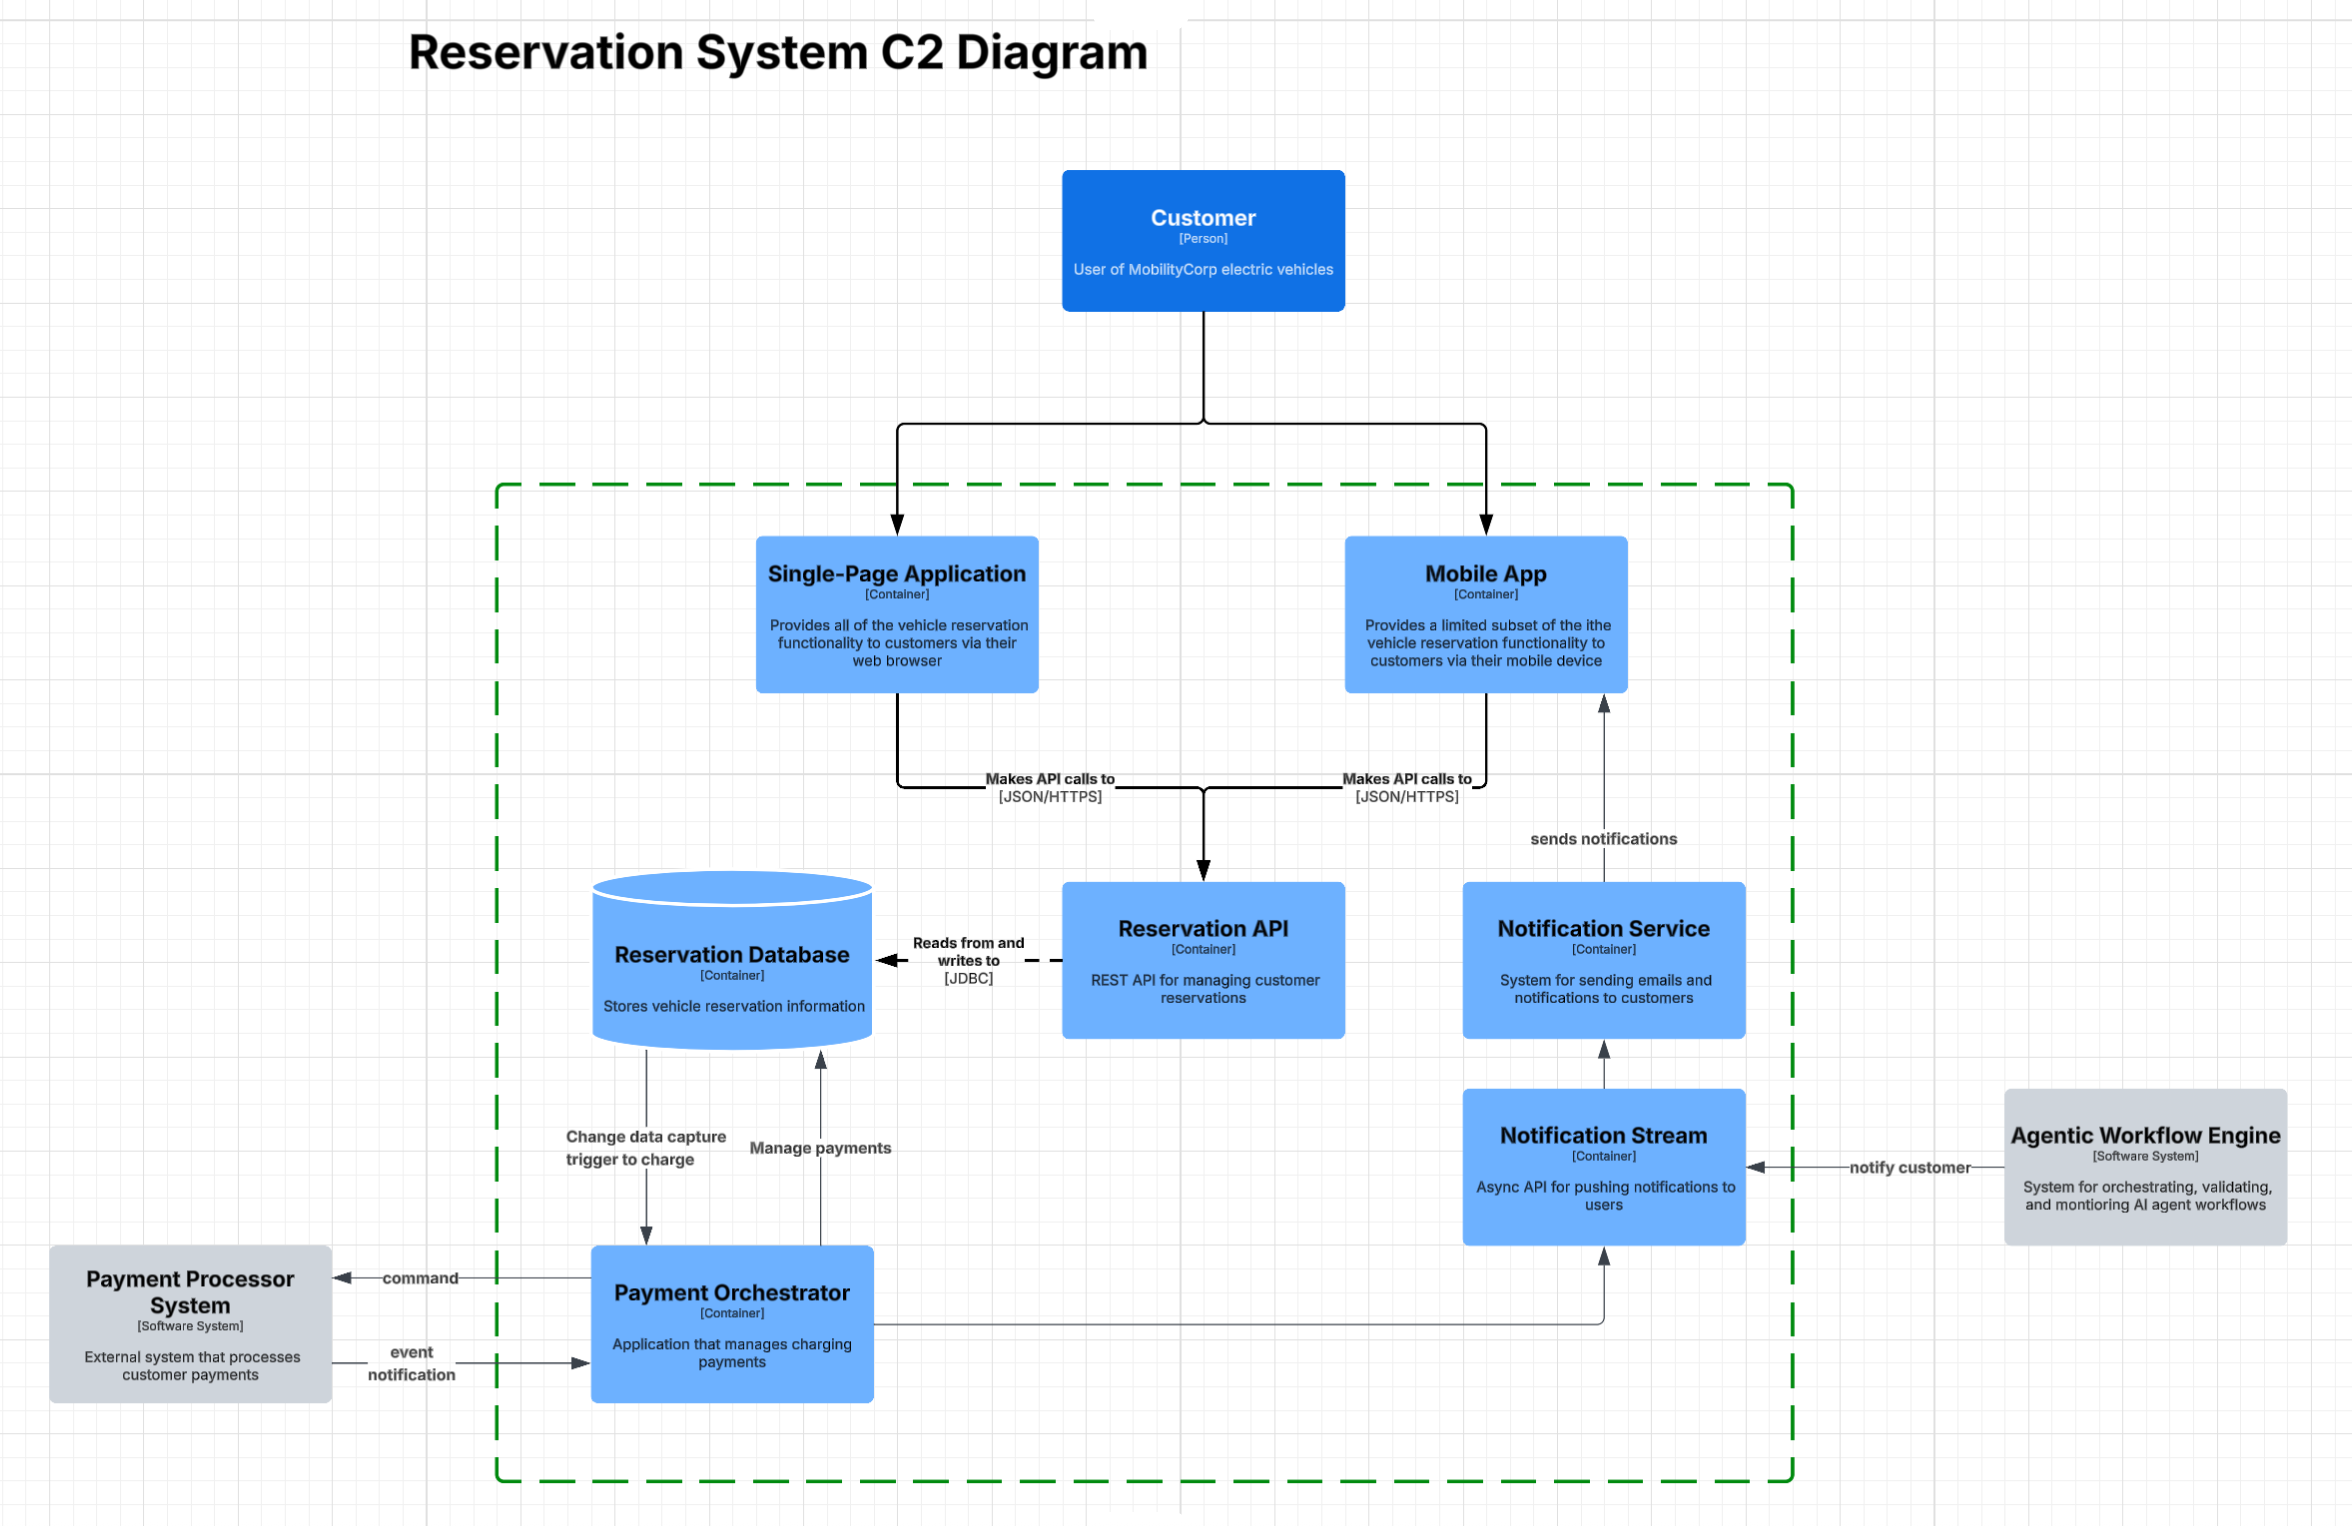 Reservation System C2 Diagram
Customer
[Person]
User of MobilityCorp electric vehicles
Single-Page Application
[Container]
Provides all of the vehicle reservation
functionality to customers via their
web browser
Mobile App
[Container]
Provides a limited subset of the ithe
vehicle reservation functionality to
customers via their mobile device
Makes API calls to
[JSON/HTTPS]
Makes API calls to
[JSON/HTTPS]
sends notifications
Reservation Database
[Container]
Stores vehicle reservation information
Reads from and
writes to
[JDBC]
Reservation API
[Container]
REST API for managing customer
reservations
Notification Service
[Container]
System for sending emails and
notifications to customers
Change data capture
trigger to charge
Manage payments
Notification Stream
[Container]
Async API for pushing notifications to
users
notify customer
Agentic Workflow Engine
[Software System]
System for orchestrating, validating,
and montioring AI agent workflows
Payment Processor
System
[Software System]
External system that processes
customer payments
command
event
notification
Payment Orchestrator
[Container]
Application that manages charging
payments